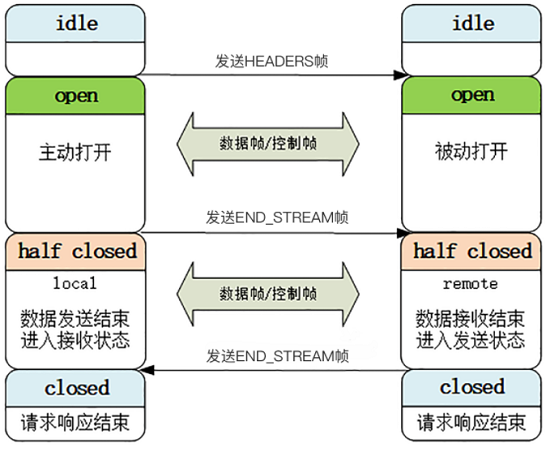 idle
idle
发送HEADERS帧
open
open
主动打开
数据帧/控制帧
被动打开
发送END_STREAM帧
half closed
half closed
local
remote
数据发送结束
进入接收状态
数据帧/控制帧
数据接收结束
进入发送状态
发送END_STREAM帧
closed
closed
请求响应结束
请求响应结束